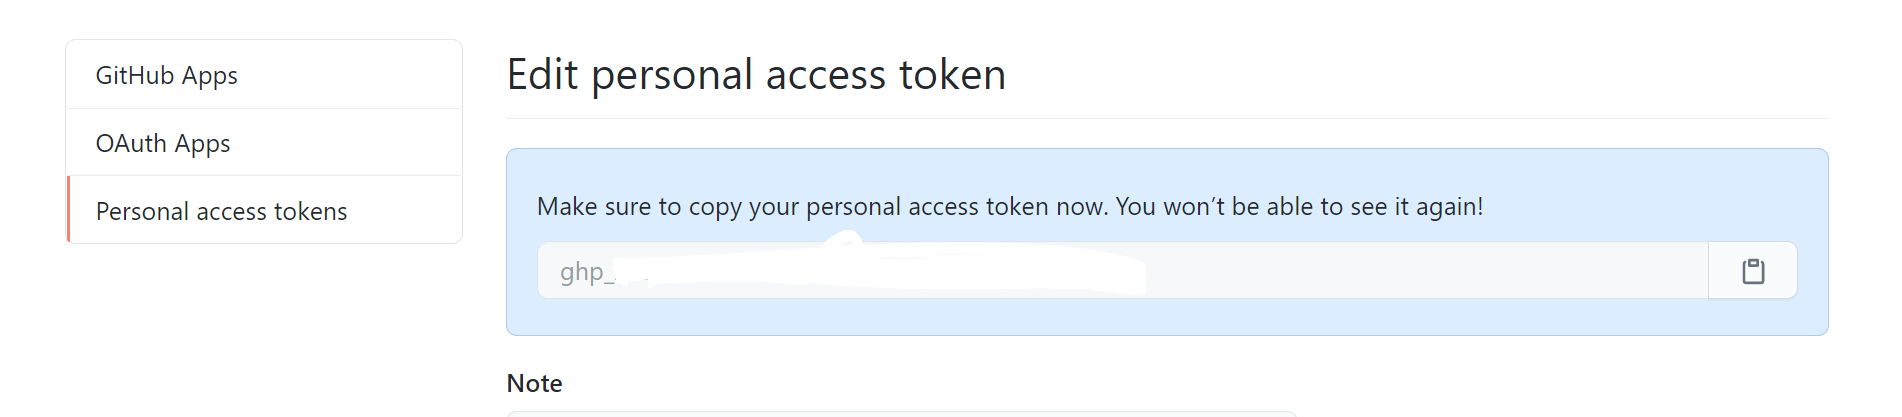 GitHub Apps
OAuth Apps
Personal access tokens
Edit personal access token
Make sure to copy your personal access token now. You won’t be able to see it again!
ghp_
Note